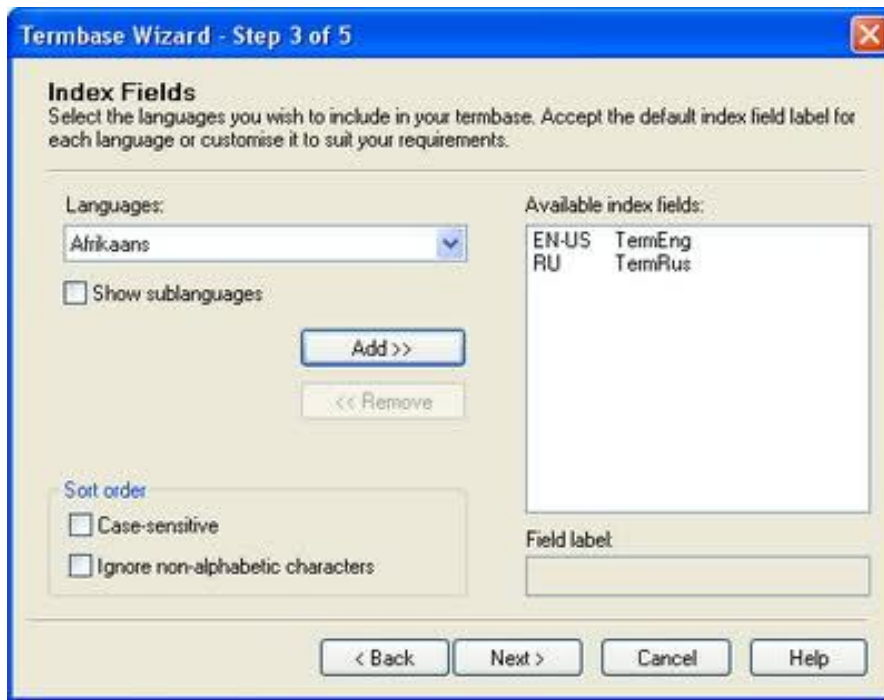 Termbase Wizard - Step 3 of 5
Index Fields
Select the languages you wish to include in your termbase. Accept the default index field label for
each language or customise it to suit your requirements.
Languages:
Afrikaans
Show sublanguages
Add >>
<< Remove
Sort order
Case-sensitive
Ignore non-alphabetic characters
Available index fields:
EN-US TermEng
RU TermRus
Field label:
< Back Next > Cancel Help